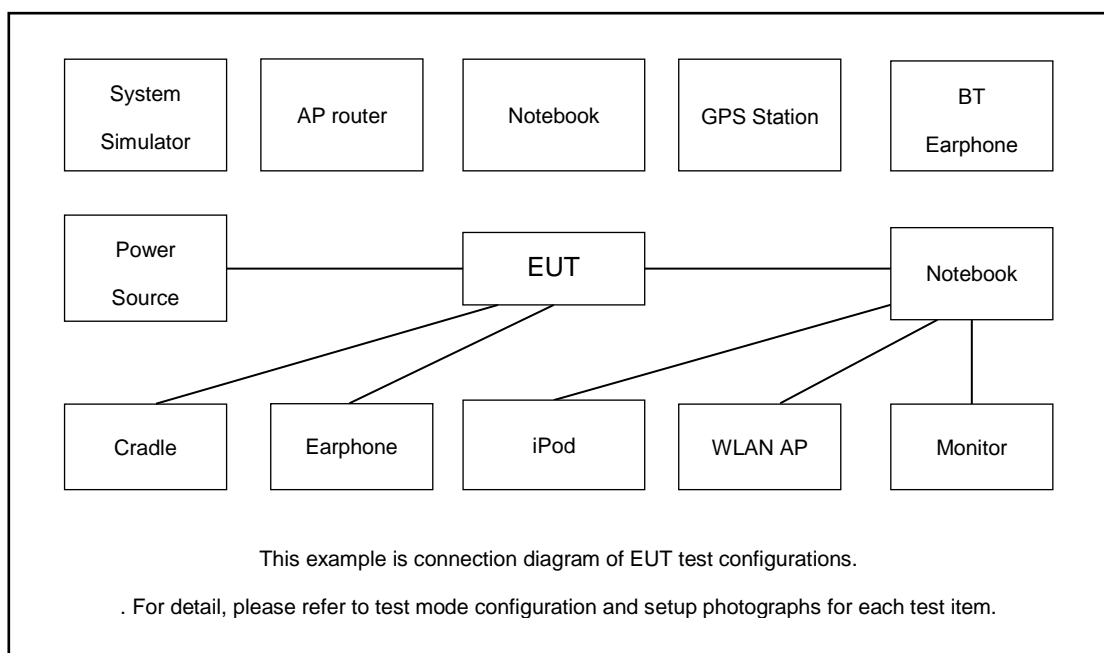 System
Simulator
AP router
Notebook
GPS Station
BT
Earphone
Power
Source
EUT
Notebook
Cradle
Earphone
iPod
WLAN AP
Monitor
This example is connection diagram of EUT test configurations.
. For detail, please refer to test mode configuration and setup photographs for each test item.